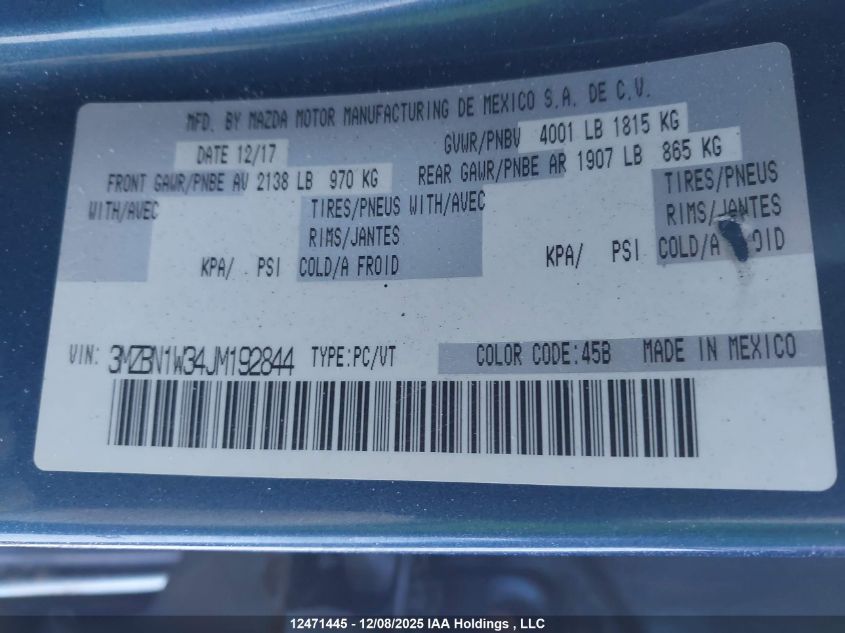 MFD. BY MAZDA MOTOR MANUFACTURING DE MEXICO S.A. DE C.V.
DATE 12/17 GVWR/PNBV 4001 LB 1815 KG
FRONT GAWR/PNBE AV 2138 LB 970 KG REAR GAWR/PNBE AR 1907 LB 865 KG
WITH/AVEC TIRES/PNEUS WITH/AVEC TIRES/PNEUS
RIMS/JANTES RIMS/JANTES
KPA/ PSI COLD/A FROID KPA/ PSI COLD/A OID
VIN: 3MZBN1W34JM192844 TYPE:PC/VT COLOR CODE:45B MADE IN MEXICO
12471445 - 12/08/2025 IAA Holdings , LLC